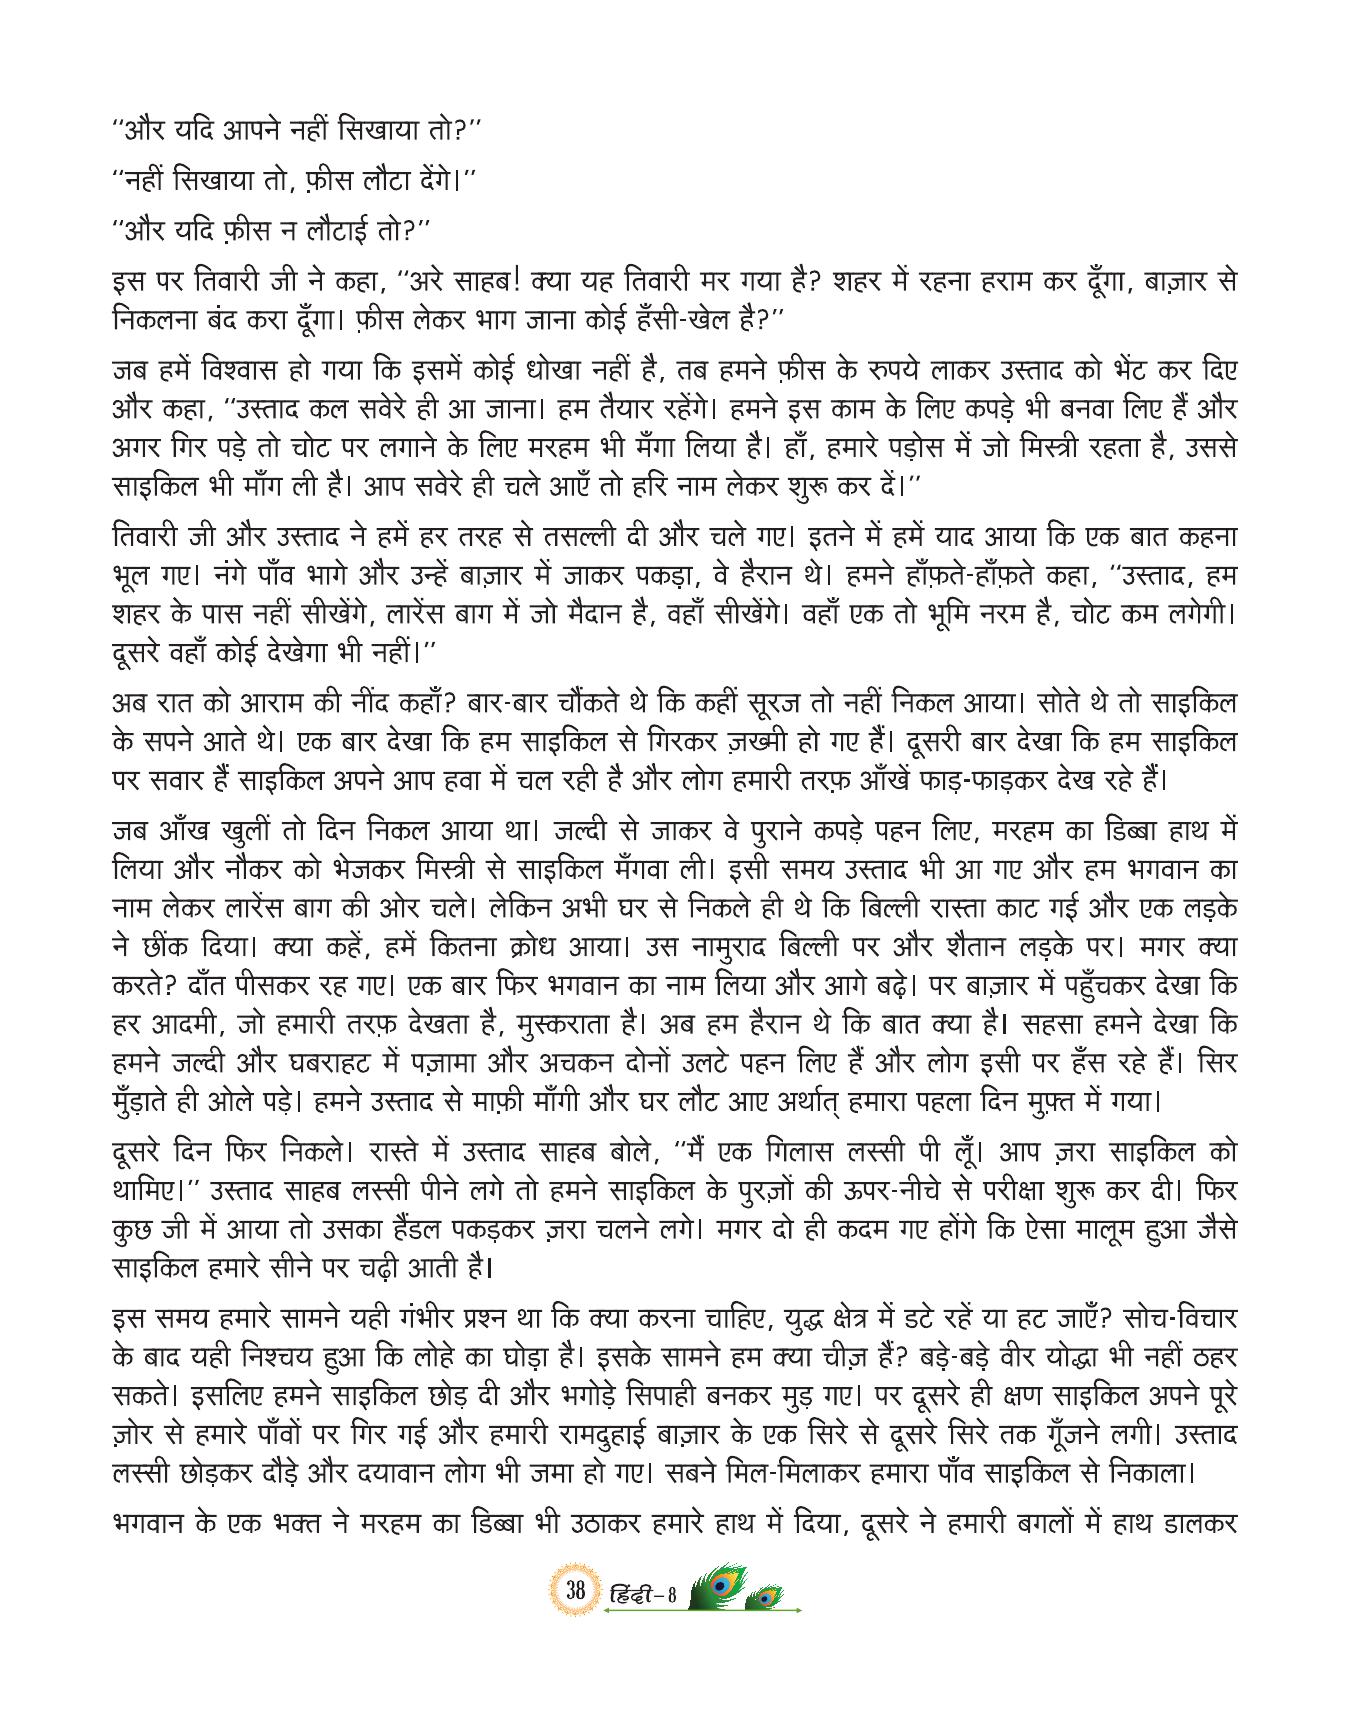 ‘‘और यदि आपने नहीं सिखाया तो?’’
‘‘नहीं सिखाया तो, फ़ीस लौटा देंगे।’’
‘‘और यदि फ़ीस न लौटाई तो?’’
इस पर तिवारी जी ने कहा, ‘‘अरे साहब! क्या यह तिवारी मर गया है? शहर में रहना हराम कर दूँगा, बाज़ार से
निकलना बंद करा दूँगा। फ़ीस लेकर भाग जाना कोई हँसी-खेल है?’’
जब हमें विश्वास हो गया कि इसमें कोई धोखा नहीं है, तब हमने फ़ीस के रुपये लाकर उस्ताद को भेंट कर दिए
और कहा, ‘‘उस्ताद कल सवेरे ही आ जाना। हम तैयार रहेंगे। हमने इस काम के लिए कपड़े भी बनवा लिए हैं और
अगर गिर पड़े तो चोट पर लगाने के लिए मरहम भी मँगा लिया है। हाँ, हमारे पड़ोस में जो मिस्त्री रहता है, उससे
साइकिल भी माँग ली है। आप सवेरे ही चले आएँ तो हरि नाम लेकर शुरू कर दें।’’
तिवारी जी और उस्ताद ने हमें हर तरह से तसल्ली दी और चले गए। इतने में हमें याद आया कि एक बात कहना
भूल गए। नंगे पाँव भागे और उन्हें बाज़ार में जाकर पकड़ा, वे हैरान थे। हमने हाँफ़ते-हाँफ़ते कहा, ‘‘उस्ताद, हम
शहर के पास नहीं सीखेंगे, लारेंस बाग में जो मैदान है, वहाँ सीखेंगे। वहाँ एक तो भूमि नरम है, चोट कम लगेगी।
दूसरे वहाँ कोई देखेगा भी नहीं।’’
अब रात को आराम की नींद कहाँ? बार-बार चौंकते थे कि कहीं सूरज तो नहीं निकल आया। सोते थे तो साइकिल
के सपने आते थे। एक बार देखा कि हम साइकिल से गिरकर ज़ख्मी हो गए हैं। दूसरी बार देखा कि हम साइकिल
पर सवार हैं साइकिल अपने आप हवा में चल रही है और लोग हमारी तरफ़ आँखें फाड़-फाड़कर देख रहे हैं।
जब आँख खुलीं तो दिन निकल आया था। जल्दी से जाकर वे पुराने कपड़े पहन लिए, मरहम का डिब्बा हाथ में
लिया और नौकर को भेजकर मिस्त्री से साइकिल मँगवा ली। इसी समय उस्ताद भी आ गए और हम भगवान का
नाम लेकर लारेंस बाग की ओर चले। लेकिन अभी घर से निकले ही थे कि बिल्ली रास्ता काट गई और एक लड़के
ने छींक दिया। क्या कहें, हमें कितना क्रोध आया। उस नामुराद बिल्ली पर और शैतान लड़के पर। मगर क्या
करते? दाँत पीसकर रह गए। एक बार फिर भगवान का नाम लिया और आगे बढ़े। पर बाज़ार में पहुँचकर देखा कि
हर आदमी, जो हमारी तरफ़ देखता है, मुस्कराता है। अब हम हैरान थे कि बात क्या है। सहसा हमने देखा कि
हमने जल्दी और घबराहट में पज़ामा और अचकन दोनों उलटे पहन लिए हैं और लोग इसी पर हँस रहे हैं। सिर
मुँड़ाते ही ओले पड़े। हमने उस्ताद से माफ़ी माँगी और घर लौट आए अर्थात् हमारा पहला दिन मुफ़्त में गया।
दूसरे दिन फिर निकले। रास्ते में उस्ताद साहब बोले, ‘‘मैं एक गिलास लस्सी पी लूँ। आप ज़रा साइकिल को
थामिए।’’ उस्ताद साहब लस्सी पीने लगे तो हमने साइकिल के पुरज़ों की ऊपर-नीचे से परीक्षा शुरू कर दी। फिर
कुछ जी में आया तो उसका हैंडल पकड़कर ज़रा चलने लगे। मगर दो ही कदम गए होंगे कि ऐसा मालूम हुआ जैसे
साइकिल हमारे सीने पर चढ़ी आती है।
इस समय हमारे सामने यही गंभीर प्रश्न था कि क्या करना चाहिए, युद्ध क्षेत्र में डटे रहें या हट जाएँ? सोच-विचार
के बाद यही निश्चय हुआ कि लोहे का घोड़ा है। इसके सामने हम क्या चीज़ हैं? बड़े-बड़े वीर योद्धा भी नहीं ठहर
सकते। इसलिए हमने साइकिल छोड़ दी और भगोड़े सिपाही बनकर मुड़ गए। पर दूसरे ही क्षण साइकिल अपने पूरे
ज़ोर से हमारे पाँवों पर गिर गई और हमारी रामदुहाई बाज़ार के एक सिरे से दूसरे सिरे तक गूँजने लगी। उस्ताद
लस्सी छोड़कर दौड़े और दयावान लोग भी जमा हो गए। सबने मिल-मिलाकर हमारा पाँव साइकिल से निकाला।
भगवान के एक भक्त ने मरहम का डिब्बा भी उठाकर हमारे हाथ में दिया, दूसरे ने हमारी बगलों में हाथ डालकर
38 हिंदी–8